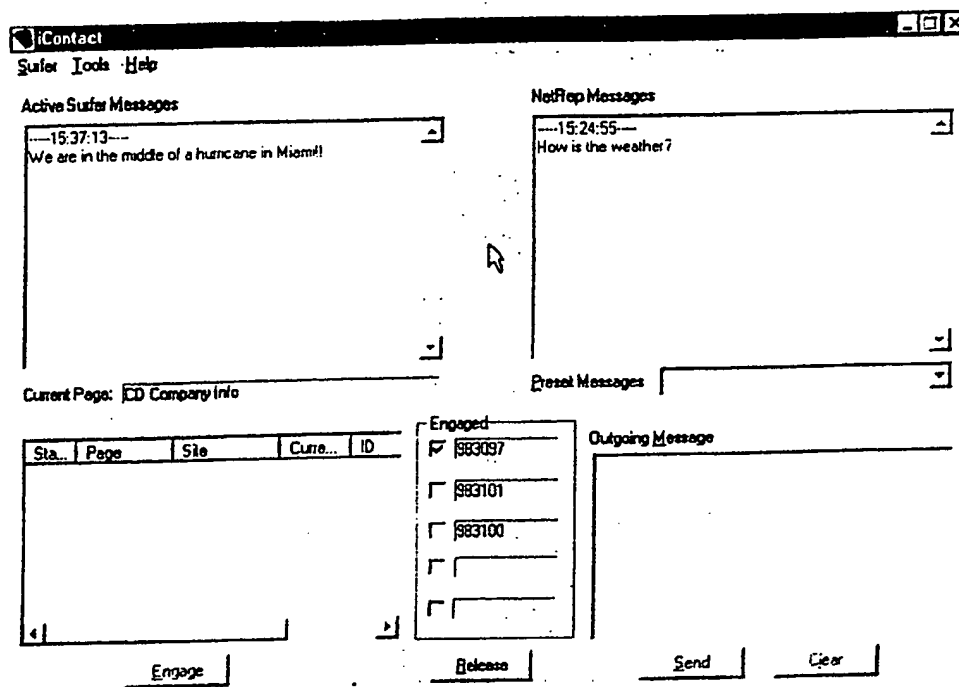 iContact
Surfer Tools Help
Active Surfer Messages
----15:37:13----
We are in the middle of a hurricane in Miami!!
NetRep Messages
----15:24:55----
How is the weather?
Current Page: CD Company Info
Preset Messages
Sta... Page Site Curre... ID
Engaged
983097
983101
983100
Outgoing Message
Engage
Release
Send
Clear